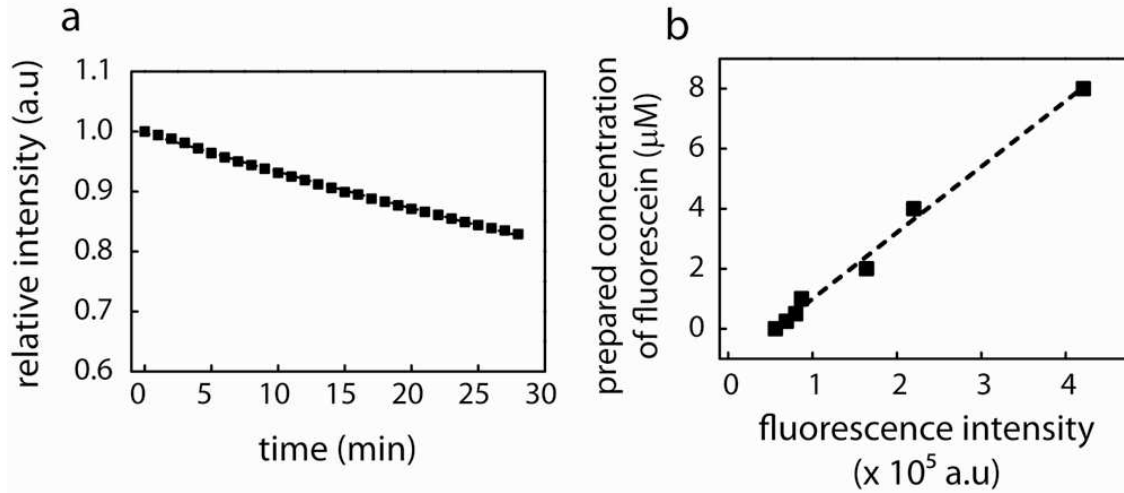 a
relative intensity (a.u)
1.1
1.0
0.9
0.8
0.7
0.6
0
5
10
15
20
25
30
time (min)
b
prepared concentration
of fluorescein (μM)
8
6
4
2
0
0
1
2
3
4
fluorescence intensity
(x 10⁵ a.u)